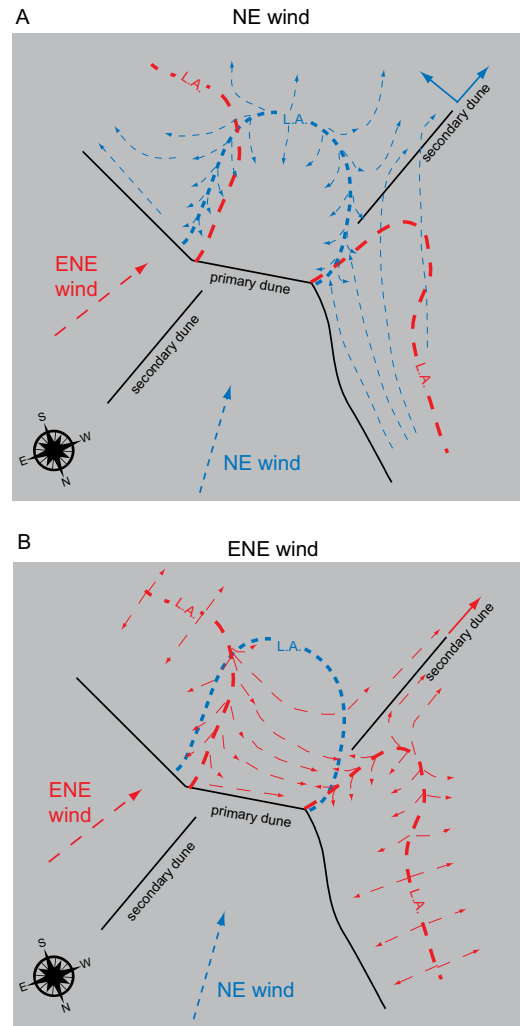 A
NE wind
L.A.
L.A.
secondary dune
ENE
wind
primary dune
secondary dune
L.A.
S
E
W
N
NE wind
B
ENE wind
L.A.
L.A.
secondary dune
ENE
wind
primary dune
secondary dune
L.A.
S
E
W
N
NE wind